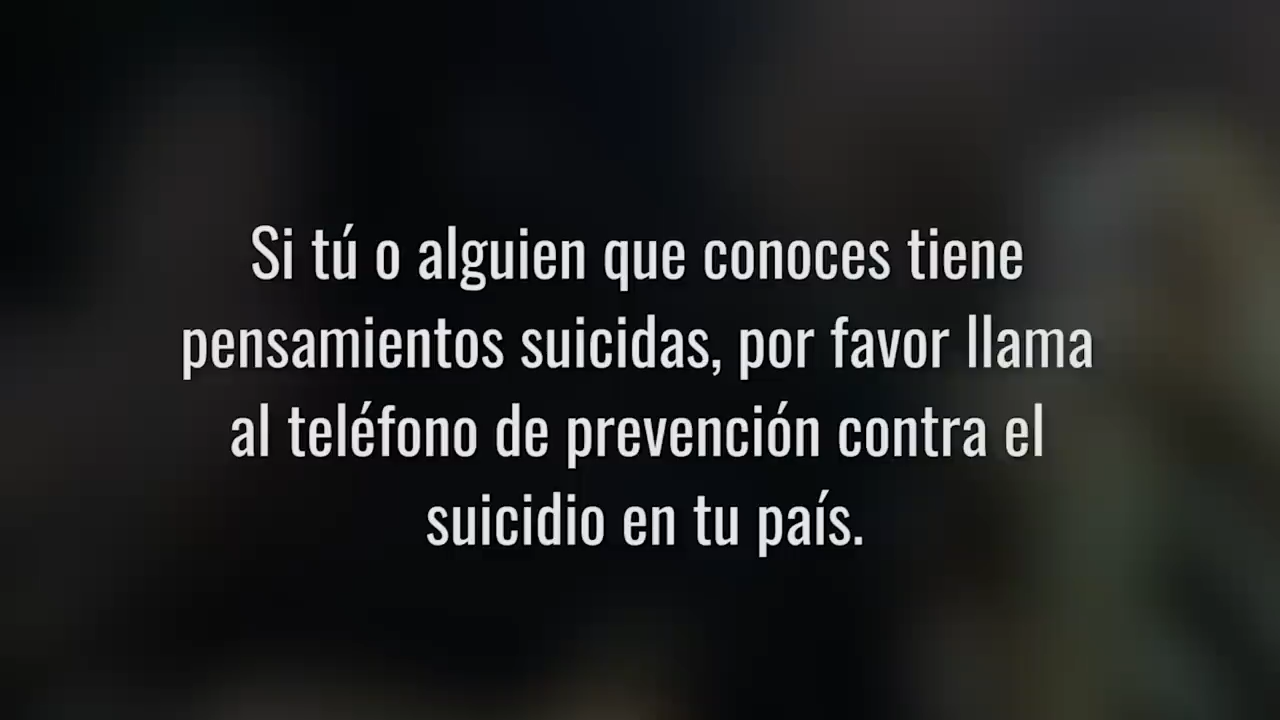 Si tú o alguien que conoces tiene
pensamientos suicidas, por favor llama
al teléfono de prevención contra el
suicidio en tu país.